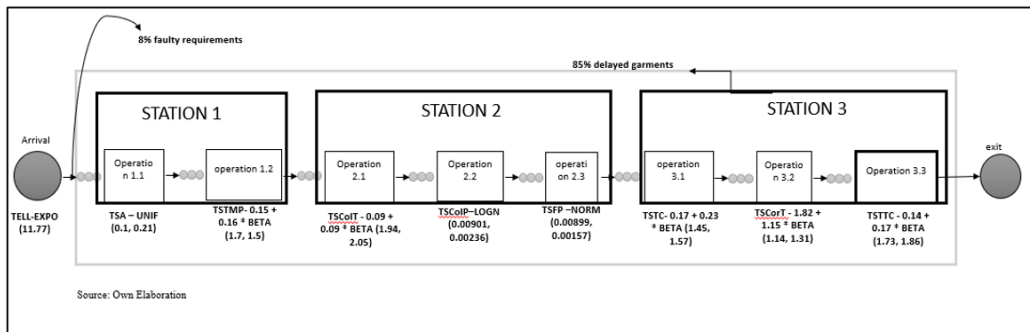 8% faulty requirements
85% delayed garments
STATION 1
STATION 2
STATION 3
Arrival
Operatio
n 1.1
operation 1.2
Operation
2.1
Operation
2.2
operati
on 2.3
operation
3.1
Operatio
n 3.2
Operation 3.3
exit
TELL-EXPO
(11.77)
TSA – UNIF
(0.1, 0.21)
TSTMP- 0.15 +
0.16 * BETA
(1.7, 1.5)
TSCoIT - 0.09 +
0.09 * BETA (1.94,
2.05)
TSCoIP–LOGN
(0.00901,
0.00236)
TSFP –NORM
(0.00899,
0.00157)
TSTC- 0.17 + 0.23
* BETA (1.45,
1.57)
TSCorT - 1.82 +
1.15 * BETA
(1.14, 1.31)
TSTTC - 0.14 +
0.17 * BETA
(1.73, 1.86)
Source: Own Elaboration